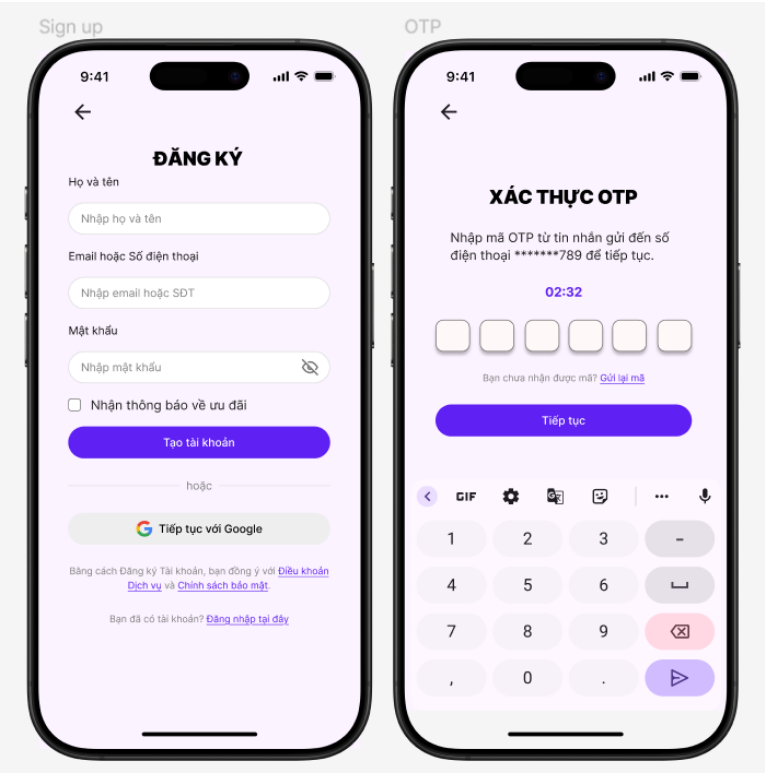 Sign up
9:41
ĐĂNG KÝ
Họ và tên
Nhập họ và tên
Email hoặc Số điện thoại
Nhập email hoặc SĐT
Mật khẩu
Nhập mật khẩu
Nhận thông báo về ưu đãi
Tạo tài khoản
hoặc
Tiếp tục với Google
Bằng cách Đăng ký Tài khoản, bạn đồng ý với Điều khoản
Dịch vụ và Chính sách bảo mật.
Bạn đã có tài khoản? Đăng nhập tại đây
OTP
9:41
XÁC THỰC OTP
Nhập mã OTP từ tin nhắn gửi đến số
điện thoại *******789 để tiếp tục.
02:32
Bạn chưa nhận được mã? Gửi lại mã
Tiếp tục
GIF
1 2 3 -
4 5 6
7 8 9
, 0 .